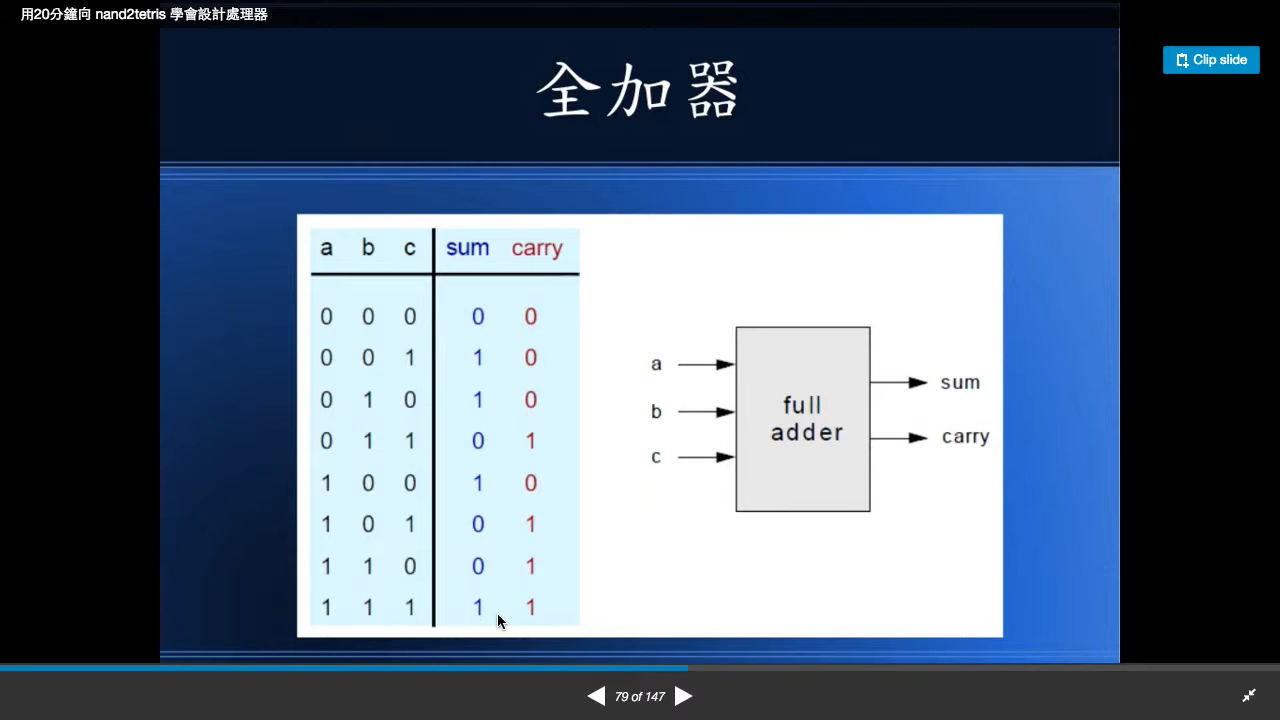 用20分鐘向 nand2tetris 學會設計處理器
Clip slide
全加器
a b c sum carry
0 0 0 0 0
0 0 1 1 0
0 1 0 1 0
0 1 1 0 1
1 0 0 1 0
1 0 1 0 1
1 1 0 0 1
1 1 1 1 1
a
b
c
full
adder
sum
carry
79 of 147